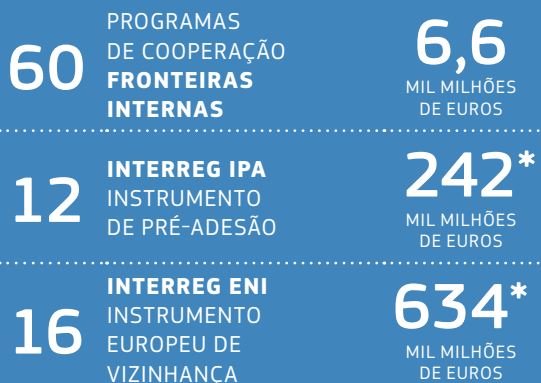 60
PROGRAMAS
DE COOPERAÇÃO
FRONTEIRAS
INTERNAS
6,6
MIL MILHÕES
DE EUROS
12
INTERREG IPA
INSTRUMENTO
DE PRÉ-ADESÃO
242*
MIL MILHÕES
DE EUROS
16
INTERREG ENI
INSTRUMENTO
EUROPEU DE
VIZINHANÇA
634*
MIL MILHÕES
DE EUROS